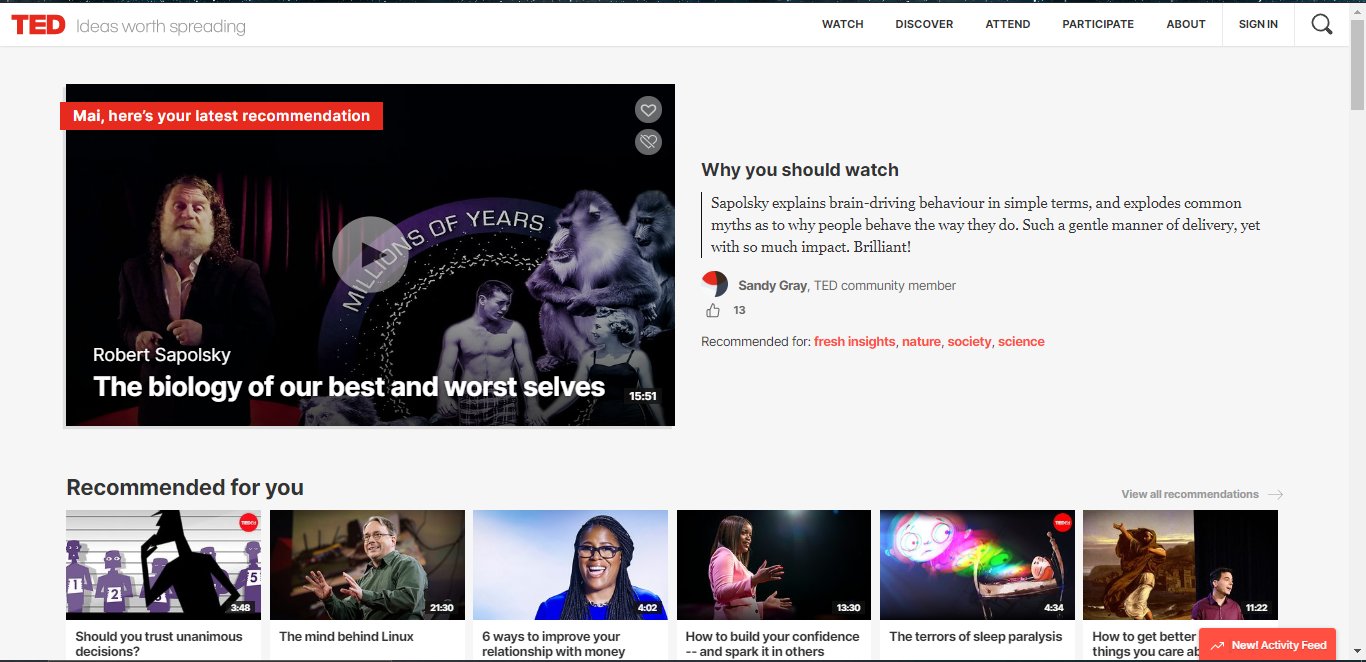 TED Ideas worth spreading
WATCH DISCOVER ATTEND PARTICIPATE ABOUT SIGN IN
Mai, here's your latest recommendation
MILLIONS OF YEARS
Robert Sapolsky
The biology of our best and worst selves
15:51
Why you should watch
Sapolsky explains brain-driving behaviour in simple terms, and explodes common
myths as to why people behave the way they do. Such a gentle manner of delivery, yet
with so much impact. Brilliant!
Sandy Gray, TED community member
13
Recommended for: fresh insights, nature, society, science
Recommended for you
View all recommendations
1
2
3
5
3:48
Should you trust unanimous
decisions?
21:30
The mind behind Linux
4:02
6 ways to improve your
relationship with money
13:30
How to build your confidence
-- and spark it in others
4:34
The terrors of sleep paralysis
11:22
How to get better
things you care
New! Activity Feed